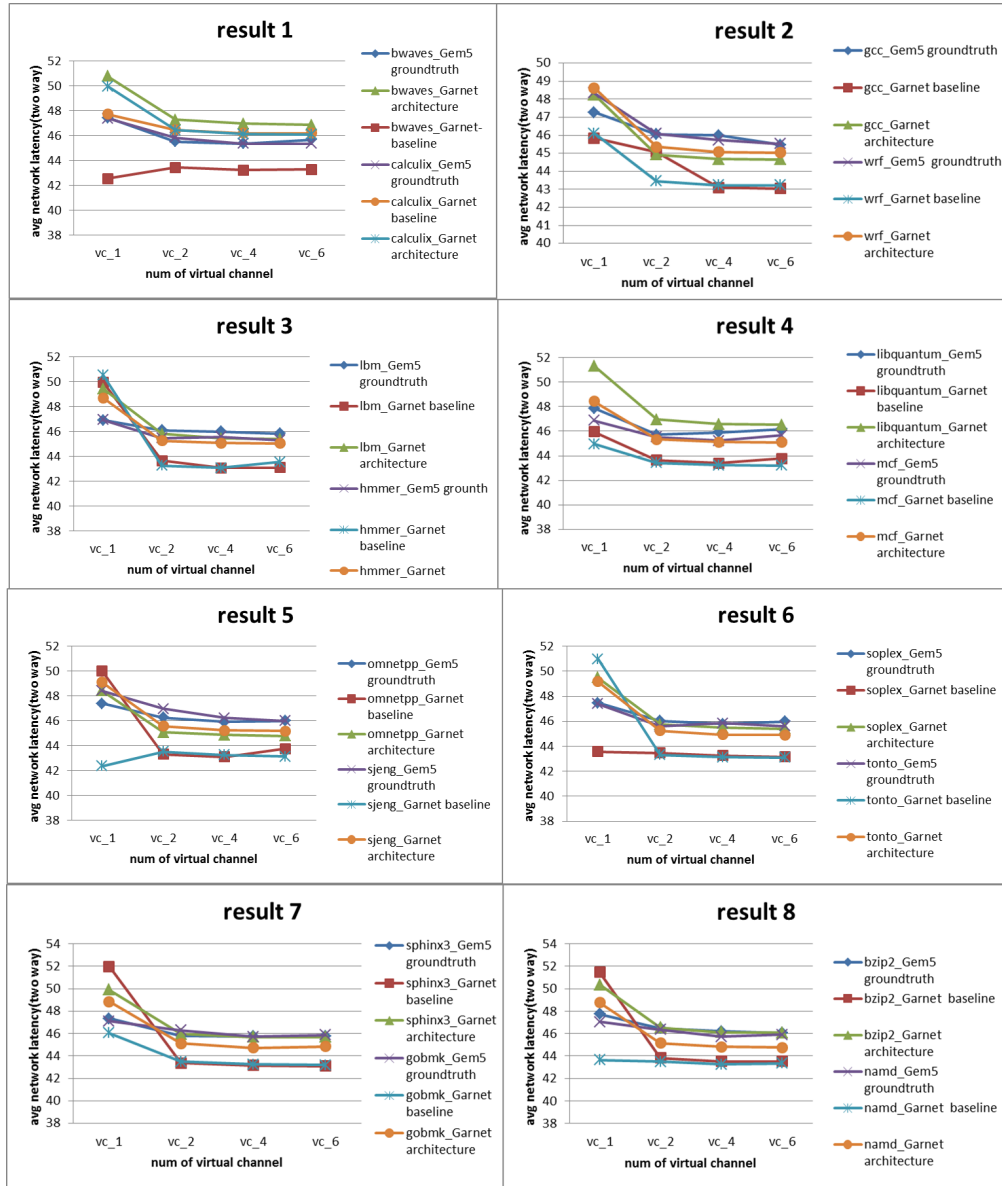 result 1
avg network latency(two way)
52
50
48
46
44
42
40
38
vc_1 vc_2 vc_4 vc_6
num of virtual channel
bwaves_Gem5
groundtruth
bwaves_Garnet
architecture
bwaves_Garnet-
baseline
calculix_Gem5
groundtruth
calculix_Garnet
baseline
calculix_Garnet
architecture
result 2
avg network latency(two way)
50
49
48
47
46
45
44
43
42
41
40
vc_1 vc_2 vc_4 vc_6
num of virtual channel
gcc_Gem5 groundtruth
gcc_Garnet baseline
gcc_Garnet
architecture
wrf_Gem5 groundtruth
wrf_Garnet baseline
wrf_Garnet
architecture
result 3
avg network latency(two way)
52
50
48
46
44
42
40
38
vc_1 vc_2 vc_4 vc_6
num of virtual channel
lbm_Gem5
groundtruth
lbm_Garnet baseline
lbm_Garnet
architecture
hmmer_Gem5 grounth
hmmer_Garnet
baseline
hmmer_Garnet
result 4
avg network latency(two way)
52
50
48
46
44
42
40
38
vc_1 vc_2 vc_4 vc_6
num of virtual channel
libquantum_Gem5
groundtruth
libquantum_Garnet
baseline
libquantum_Garnet
architecture
mcf_Gem5
groundtruth
mcf_Garnet baseline
mcf_Garnet
architecture
result 5
avg network latency(two way)
52
50
48
46
44
42
40
38
vc_1 vc_2 vc_4 vc_6
num of virtual channel
omnetpp_Gem5
groundtruth
omnetpp_Garnet
baseline
omnetpp_Garnet
architecture
sjeng_Gem5
groundtruth
sjeng_Garnet baseline
sjeng_Garnet
architecture
result 6
avg network latency(two way)
52
50
48
46
44
42
40
38
vc_1 vc_2 vc_4 vc_6
num of virtual channel
soplex_Gem5
groundtruth
soplex_Garnet baseline
soplex_Garnet
architecture
tonto_Gem5
groundtruth
tonto_Garnet baseline
tonto_Garnet
architecture
result 7
avg network latency(two way)
54
52
50
48
46
44
42
40
38
vc_1 vc_2 vc_4 vc_6
num of virtual channel
sphinx3_Gem5
groundtruth
sphinx3_Garnet
baseline
sphinx3_Garnet
architecture
gobmk_Gem5
groundtruth
gobmk_Garnet
baseline
gobmk_Garnet
architecture
result 8
avg network latency(two way)
54
52
50
48
46
44
42
40
38
vc_1 vc_2 vc_4 vc_6
num of virtual channel
bzip2_Gem5
groundtruth
bzip2_Garnet baseline
bzip2_Garnet
architecture
namd_Gem5
groundtruth
namd_Garnet baseline
namd_Garnet
architecture